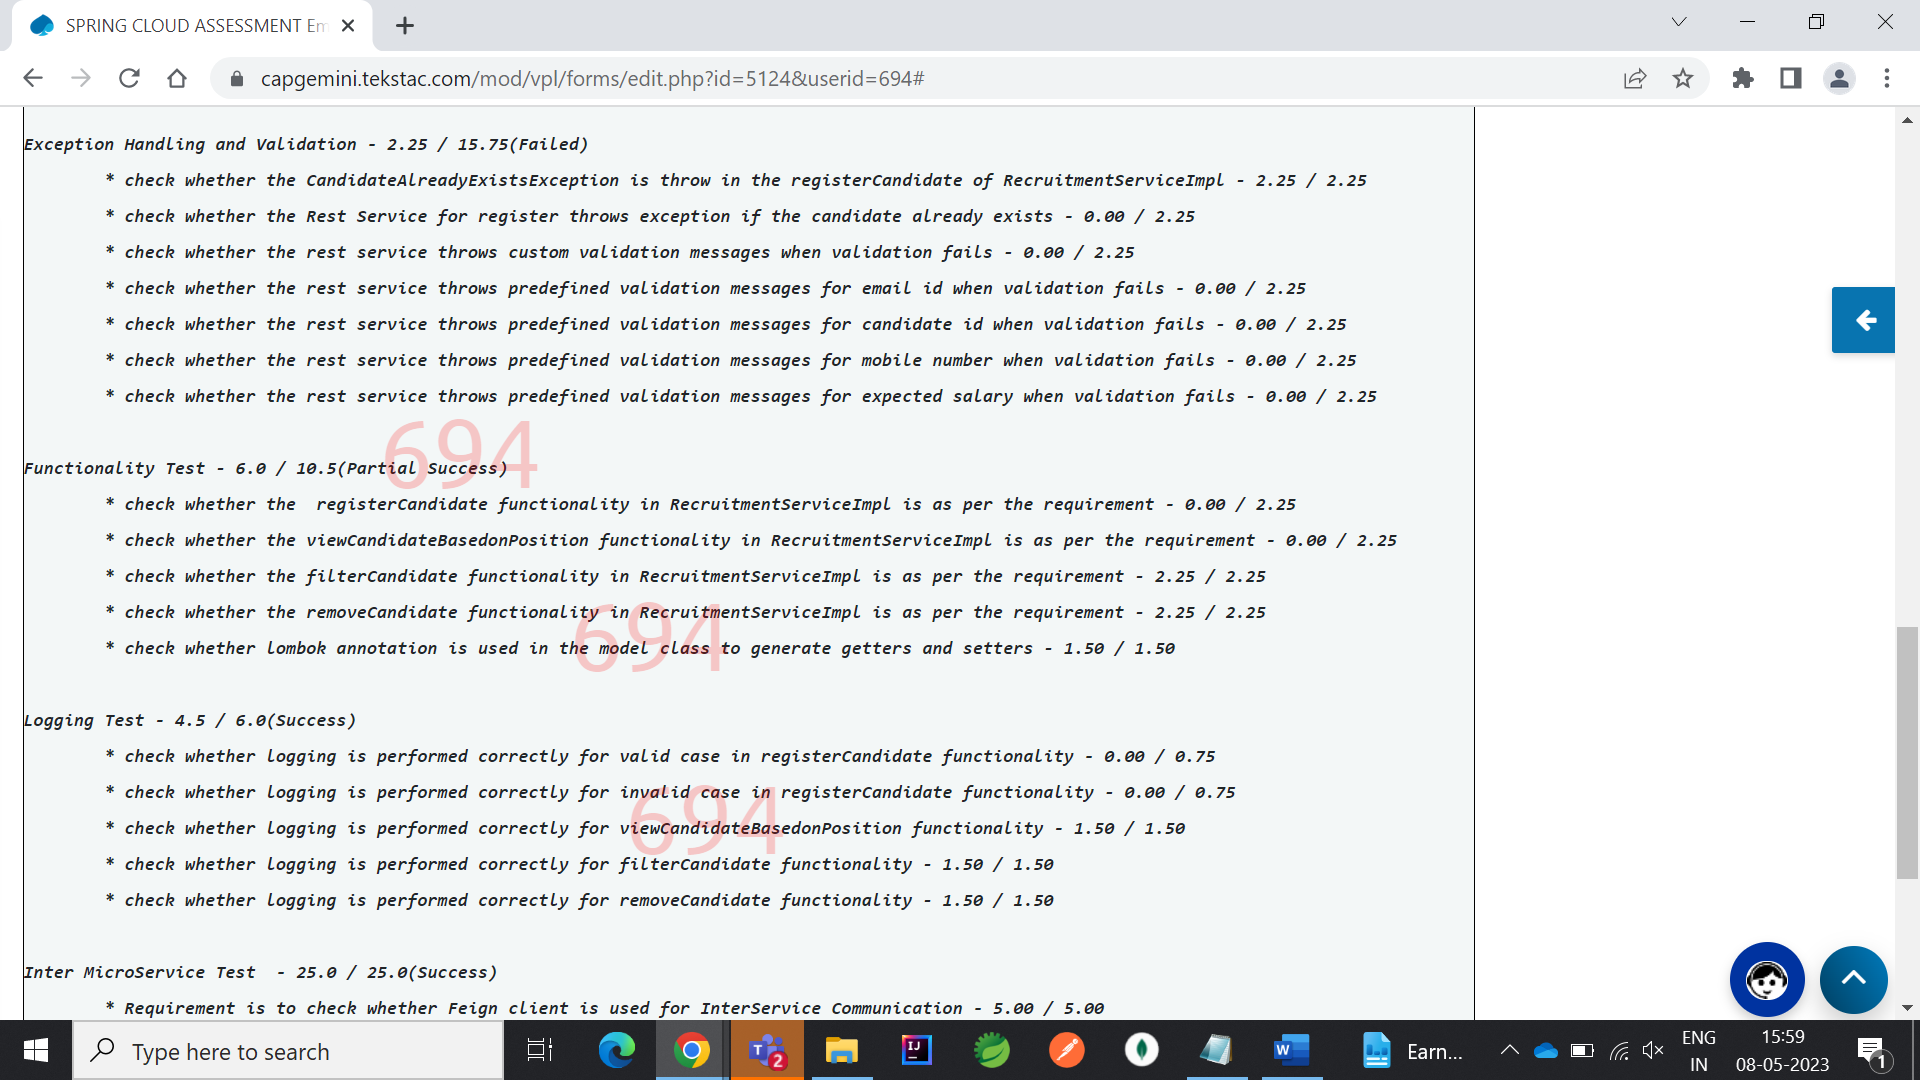 SPRING CLOUD ASSESSMENT Em
capgemini.tekstac.com/mod/vpl/forms/edit.php?id=5124&userid=694#
Exception Handling and Validation - 2.25 / 15.75(Failed)
* check whether the CandidateAlreadyExistsException is throw in the registerCandidate of RecruitmentServiceImpl - 2.25 / 2.25
* check whether the Rest Service for register throws exception if the candidate already exists - 0.00 / 2.25
* check whether the rest service throws custom validation messages when validation fails - 0.00 / 2.25
* check whether the rest service throws predefined validation messages for email id when validation fails - 0.00 / 2.25
* check whether the rest service throws predefined validation messages for candidate id when validation fails - 0.00 / 2.25
* check whether the rest service throws predefined validation messages for mobile number when validation fails - 0.00 / 2.25
* check whether the rest service throws predefined validation messages for expected salary when validation fails - 0.00 / 2.25
694
Functionality Test - 6.0 / 10.5(Partial Success)
* check whether the  registerCandidate functionality in RecruitmentServiceImpl is as per the requirement - 0.00 / 2.25
* check whether the viewCandidateBasedonPosition functionality in RecruitmentServiceImpl is as per the requirement - 0.00 / 2.25
* check whether the filterCandidate functionality in RecruitmentServiceImpl is as per the requirement - 2.25 / 2.25
* check whether the removeCandidate functionality in RecruitmentServiceImpl is as per the requirement - 2.25 / 2.25
694
* check whether lombok annotation is used in the model class to generate getters and setters - 1.50 / 1.50
Logging Test - 4.5 / 6.0(Success)
* check whether logging is performed correctly for valid case in registerCandidate functionality - 0.00 / 0.75
* check whether logging is performed correctly for invalid case in registerCandidate functionality - 0.00 / 0.75
694
* check whether logging is performed correctly for viewCandidateBasedonPosition functionality - 1.50 / 1.50
* check whether logging is performed correctly for filterCandidate functionality - 1.50 / 1.50
* check whether logging is performed correctly for removeCandidate functionality - 1.50 / 1.50
Inter MicroService Test  - 25.0 / 25.0(Success)
* Requirement is to check whether Feign client is used for InterService Communication - 5.00 / 5.00
Type here to search
T
2
IJ
W
Earn...
ENG
IN
15:59
08-05-2023
1